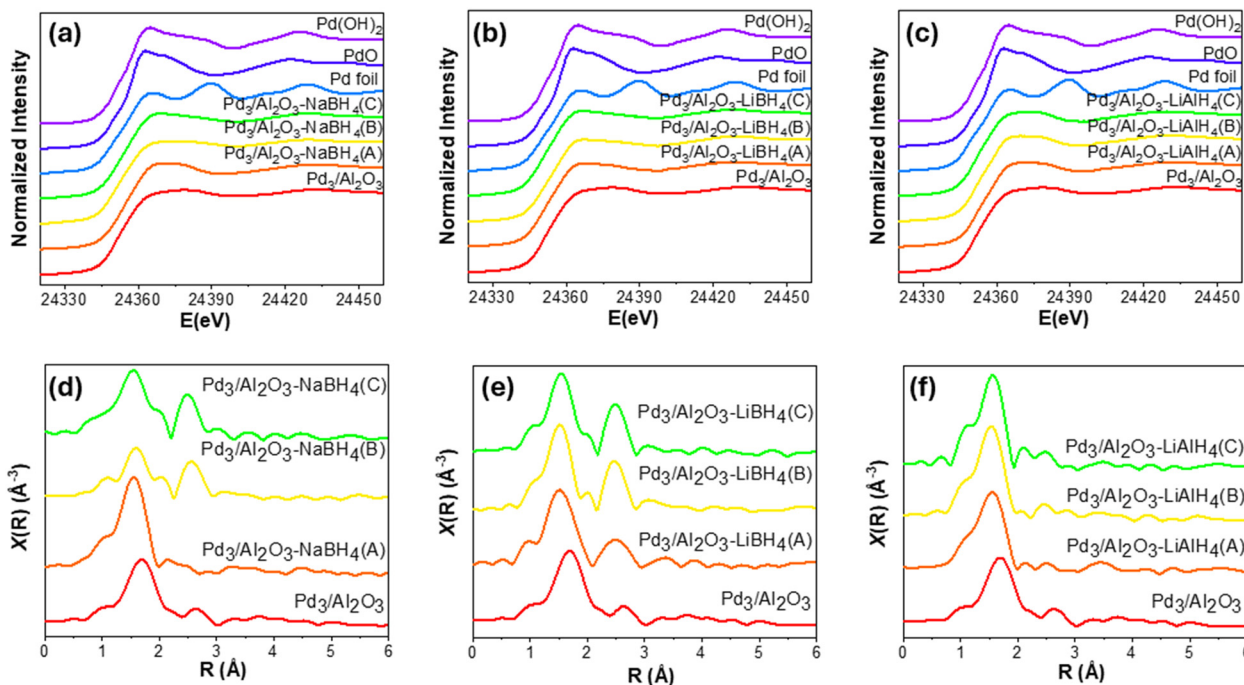 (a)
Pd(OH)₂
PdO
Pd foil
Pd₃/Al₂O₃-NaBH₄(C)
Pd₃/Al₂O₃-NaBH₄(B)
Pd₃/Al₂O₃-NaBH₄(A)
Pd₃/Al₂O₃
Normalized Intensity
24330 24360 24390 24420 24450
E(eV)
(b)
Pd(OH)₂
PdO
Pd foil
Pd₃/Al₂O₃-LiBH₄(C)
Pd₃/Al₂O₃-LiBH₄(B)
Pd₃/Al₂O₃-LiBH₄(A)
Pd₃/Al₂O₃
Normalized Intensity
24330 24360 24390 24420 24450
E(eV)
(c)
Pd(OH)₂
PdO
Pd foil
Pd₃/Al₂O₃-LiAlH₄(C)
Pd₃/Al₂O₃-LiAlH₄(B)
Pd₃/Al₂O₃-LiAlH₄(A)
Pd₃/Al₂O₃
Normalized Intensity
24330 24360 24390 24420 24450
E(eV)
(d)
Pd₃/Al₂O₃-NaBH₄(C)
Pd₃/Al₂O₃-NaBH₄(B)
Pd₃/Al₂O₃-NaBH₄(A)
Pd₃/Al₂O₃
X(R) (Å⁻³)
0 1 2 3 4 5 6
R (Å)
(e)
Pd₃/Al₂O₃-LiBH₄(C)
Pd₃/Al₂O₃-LiBH₄(B)
Pd₃/Al₂O₃-LiBH₄(A)
Pd₃/Al₂O₃
X(R) (Å⁻³)
0 1 2 3 4 5 6
R (Å)
(f)
Pd₃/Al₂O₃-LiAlH₄(C)
Pd₃/Al₂O₃-LiAlH₄(B)
Pd₃/Al₂O₃-LiAlH₄(A)
Pd₃/Al₂O₃
X(R) (Å⁻³)
0 1 2 3 4 5 6
R (Å)